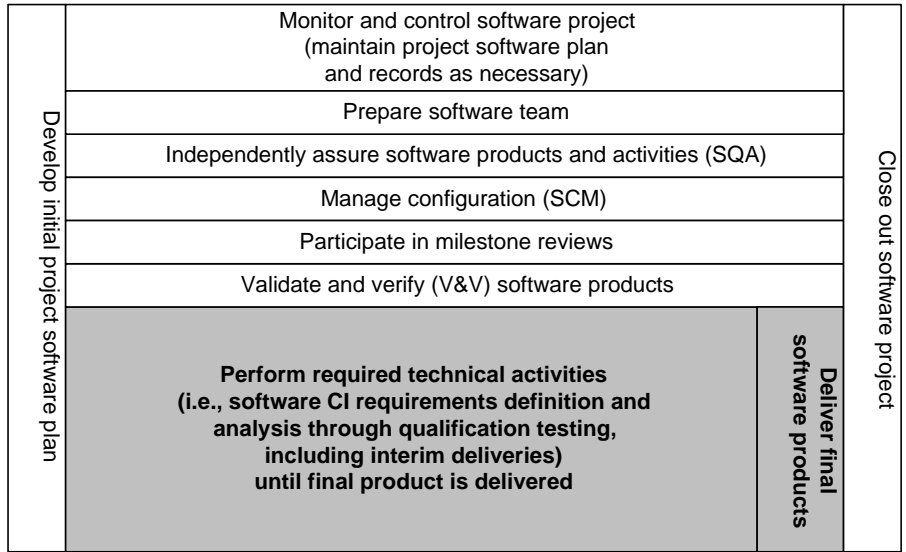 Develop initial project software plan
Monitor and control software project
(maintain project software plan
and records as necessary)
Prepare software team
Independently assure software products and activities (SQA)
Manage configuration (SCM)
Participate in milestone reviews
Validate and verify (V&V) software products
Perform required technical activities
(i.e., software CI requirements definition and
analysis through qualification testing,
including interim deliveries)
until final product is delivered
Deliver final
software products
Close out software project